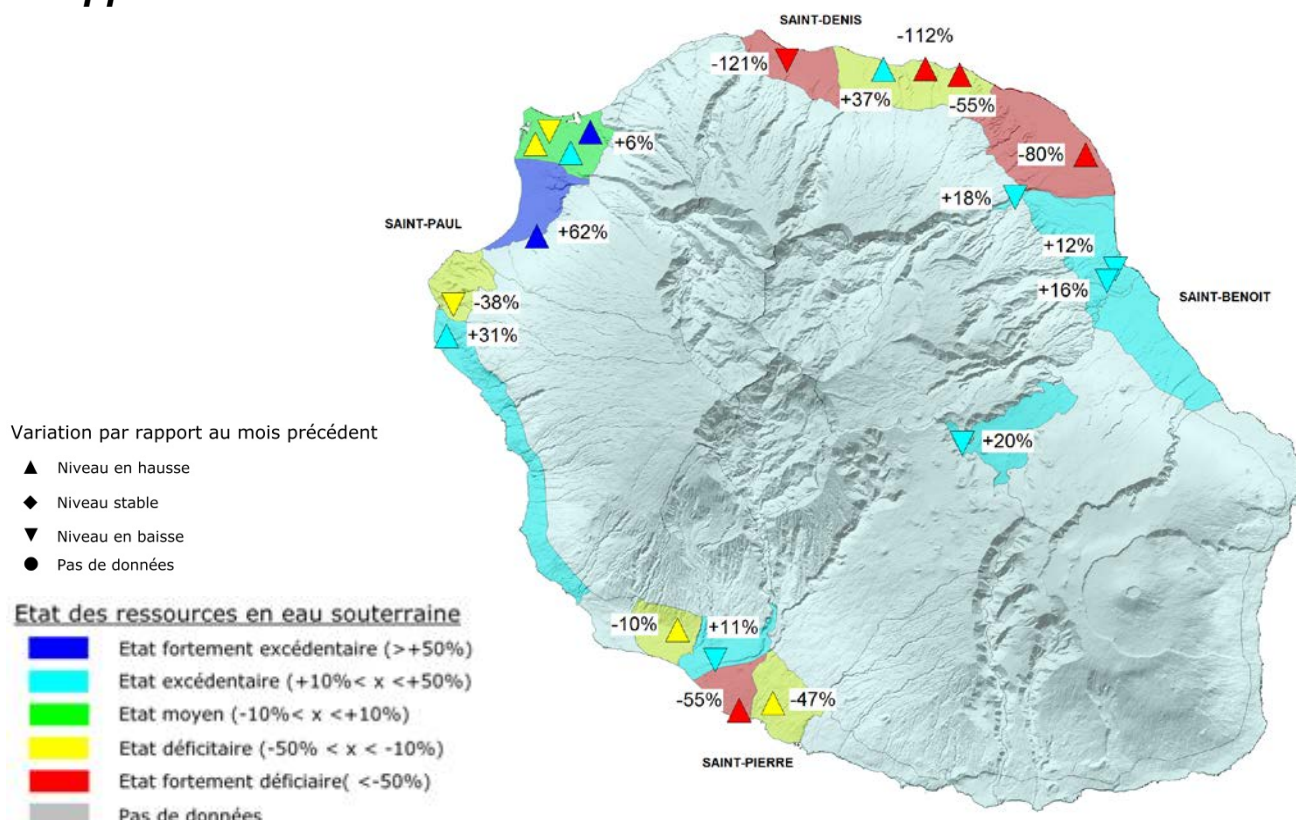 SAINT-DENIS
-112%
-121%
+37%
-55%
+6%
-80%
+18%
SAINT-PAUL
+62%
+12%
+16%
SAINT-BENOIT
-38%
+31%
Variation par rapport au mois précédent
Niveau en hausse
Niveau stable
Niveau en baisse
Pas de données
+20%
Etat des ressources en eau souterraine
Etat fortement excédentaire (>+50%)
Etat excédentaire (+10%< x <+50%)
Etat moyen (-10%< x <+10%)
Etat déficitaire (-50% < x < -10%)
Etat fortement déficiaire( <-50%)
Pas de données
-10%
+11%
-55%
-47%
SAINT-PIERRE